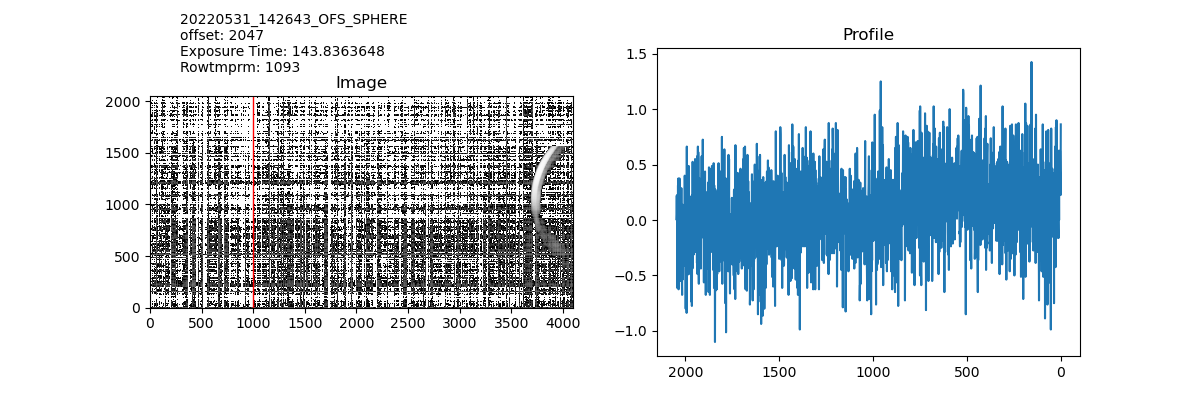 20220531_142643_OFS_SPHERE
offset: 2047
Exposure Time: 143.8363648
Rowtmprm: 1093
Image
2000
1500
1000
500
0
0 500 1000 1500 2000 2500 3000 3500 4000
Profile
1.5
1.0
0.5
0.0
−0.5
−1.0
2000 1500 1000 500 0